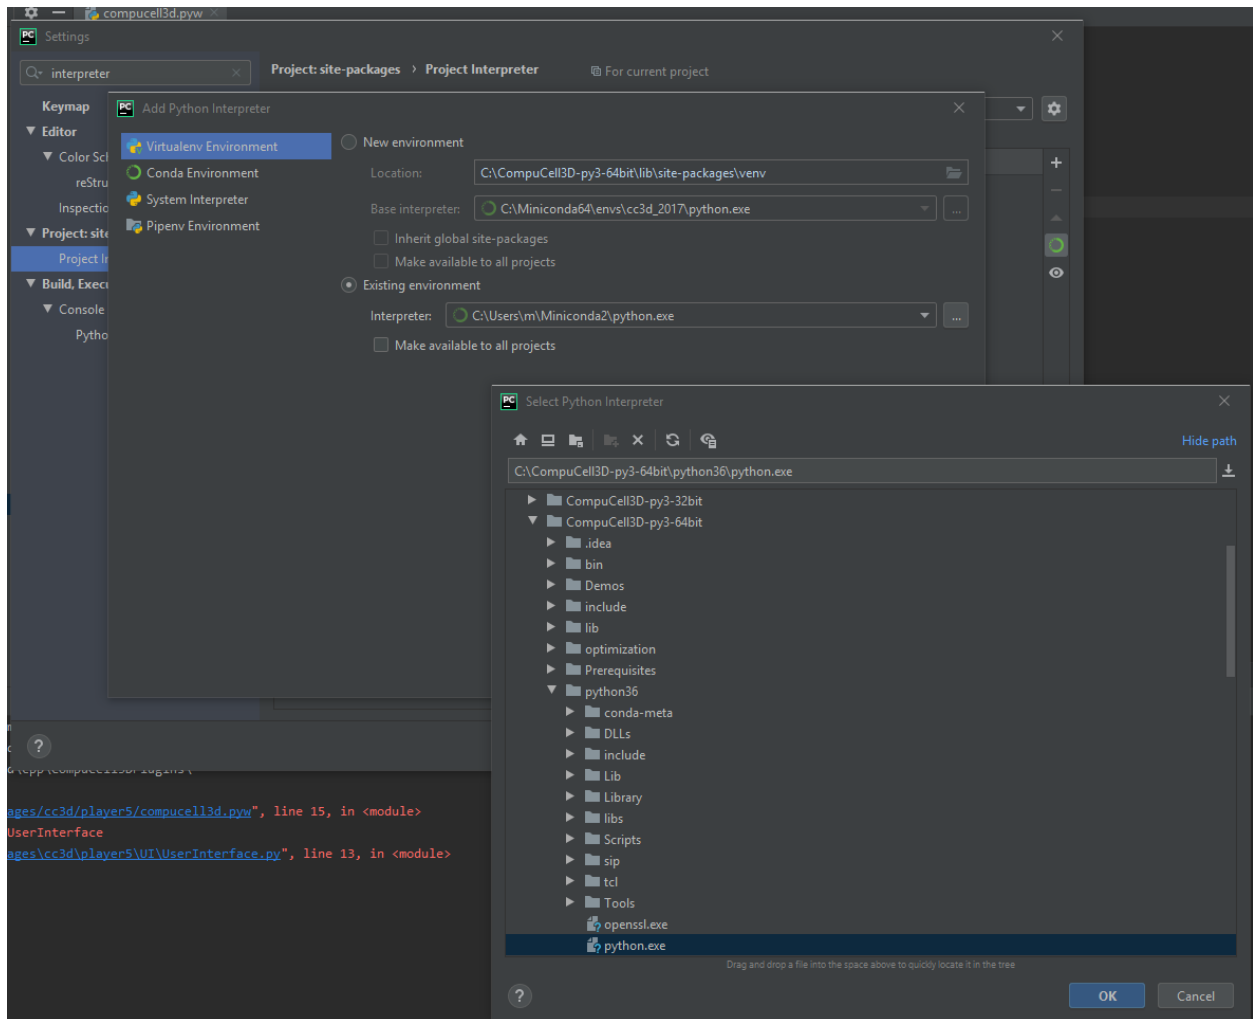 compucell3d.pyw
Settings
interpreter
Project: site-packages › Project Interpreter
For current project
Keymap
Editor
Color Scl
reStru
Inspectio
Project: site
Project In
Build, Execu
Console
Pytho
Add Python Interpreter
Virtualenv Environment
Conda Environment
System Interpreter
Pipenv Environment
New environment
Location: C:\CompuCell3D-py3-64bit\lib\site-packages\venv
Base interpreter: C:\Miniconda64\envs\cc3d_2017\python.exe
...
Inherit global site-packages
Make available to all projects
Existing environment
Interpreter: C:\Users\m\Miniconda2\python.exe
...
Make available to all projects
Select Python Interpreter
Hide path
C:\CompuCell3D-py3-64bit\python36\python.exe
CompuCell3D-py3-32bit
CompuCell3D-py3-64bit
.idea
bin
Demos
include
lib
optimization
Prerequisites
python36
conda-meta
DLLs
include
Lib
Library
libs
Scripts
sip
tcl
Tools
openssl.exe
python.exe
Drag and drop a file into the space above to quickly locate it in the tree
?
OK
Cancel
?
ages/cc3d/player5/compucell3d.pyw", line 15, in <module>
UserInterface
ages\cc3d\player5\UI\UserInterface.py", line 13, in <module>